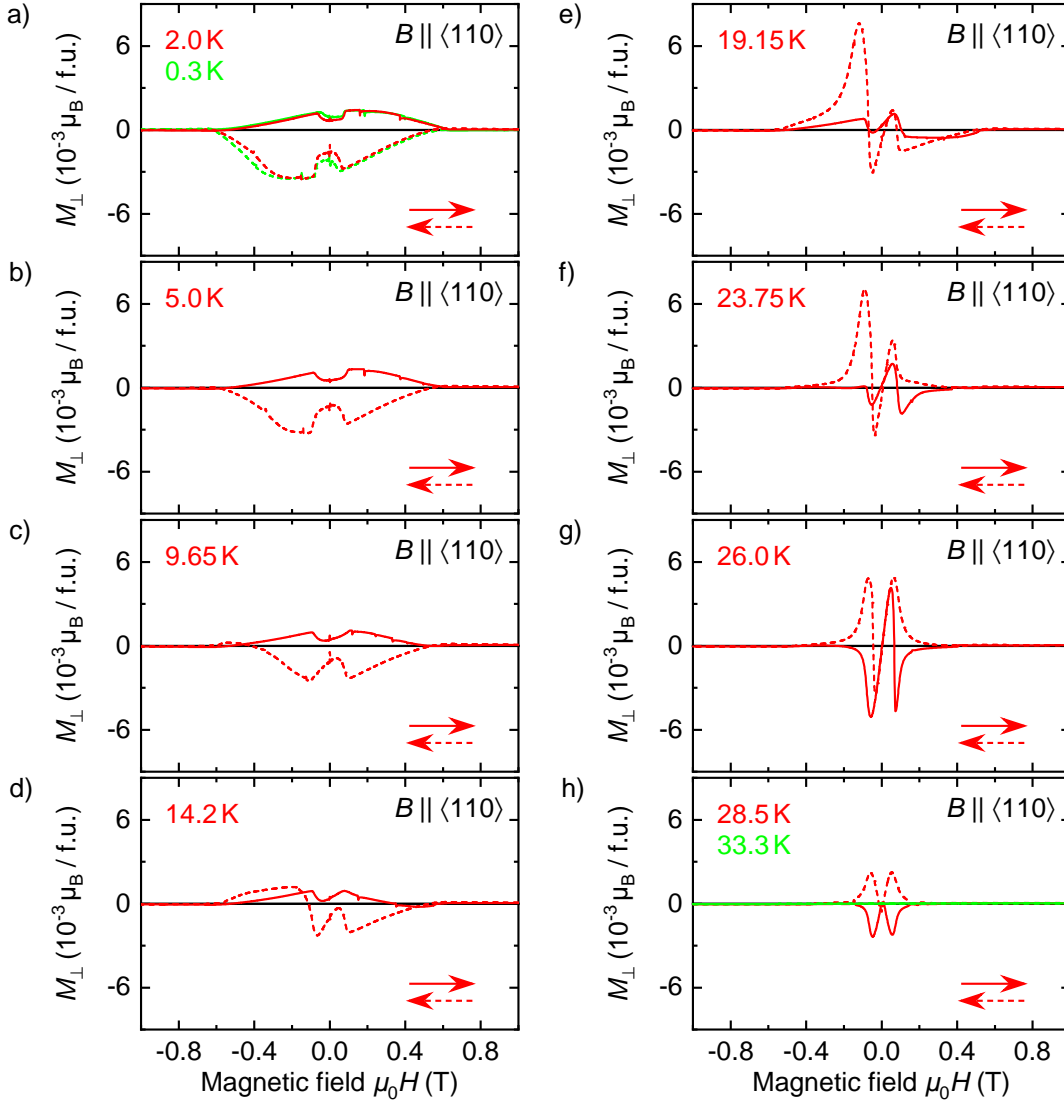 a)
2.0 K
0.3 K
B || ⟨110⟩
6
0
-6
M⊥ (10⁻³ μB / f.u.)
b)
5.0 K
B || ⟨110⟩
6
0
-6
M⊥ (10⁻³ μB / f.u.)
c)
9.65 K
B || ⟨110⟩
6
0
-6
M⊥ (10⁻³ μB / f.u.)
d)
14.2 K
B || ⟨110⟩
6
0
-6
M⊥ (10⁻³ μB / f.u.)
-0.8 -0.4 0.0 0.4 0.8
Magnetic field μ₀H (T)
e)
19.15 K
B || ⟨110⟩
6
0
-6
M⊥ (10⁻³ μB / f.u.)
f)
23.75 K
B || ⟨110⟩
6
0
-6
M⊥ (10⁻³ μB / f.u.)
g)
26.0 K
B || ⟨110⟩
6
0
-6
M⊥ (10⁻³ μB / f.u.)
h)
28.5 K
33.3 K
B || ⟨110⟩
6
0
-6
M⊥ (10⁻³ μB / f.u.)
-0.8 -0.4 0.0 0.4 0.8
Magnetic field μ₀H (T)